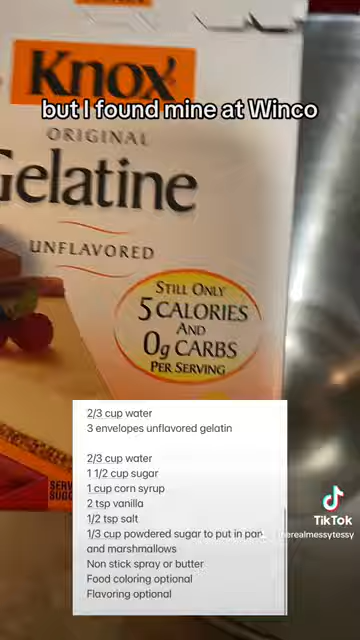 Knox
but I found mine at Winco
ORIGINAL
Gelatine
UNFLAVORED
STILL ONLY
5 CALORIES
AND
0g CARBS
PER SERVING
2/3 cup water
3 envelopes unflavored gelatin
2/3 cup water
1 1/2 cup sugar
1 cup corn syrup
2 tsp vanilla
1/2 tsp salt
1/3 cup powdered sugar to put in pan
and marshmallows
Non stick spray or butter
Food coloring optional
Flavoring optional
TikTok